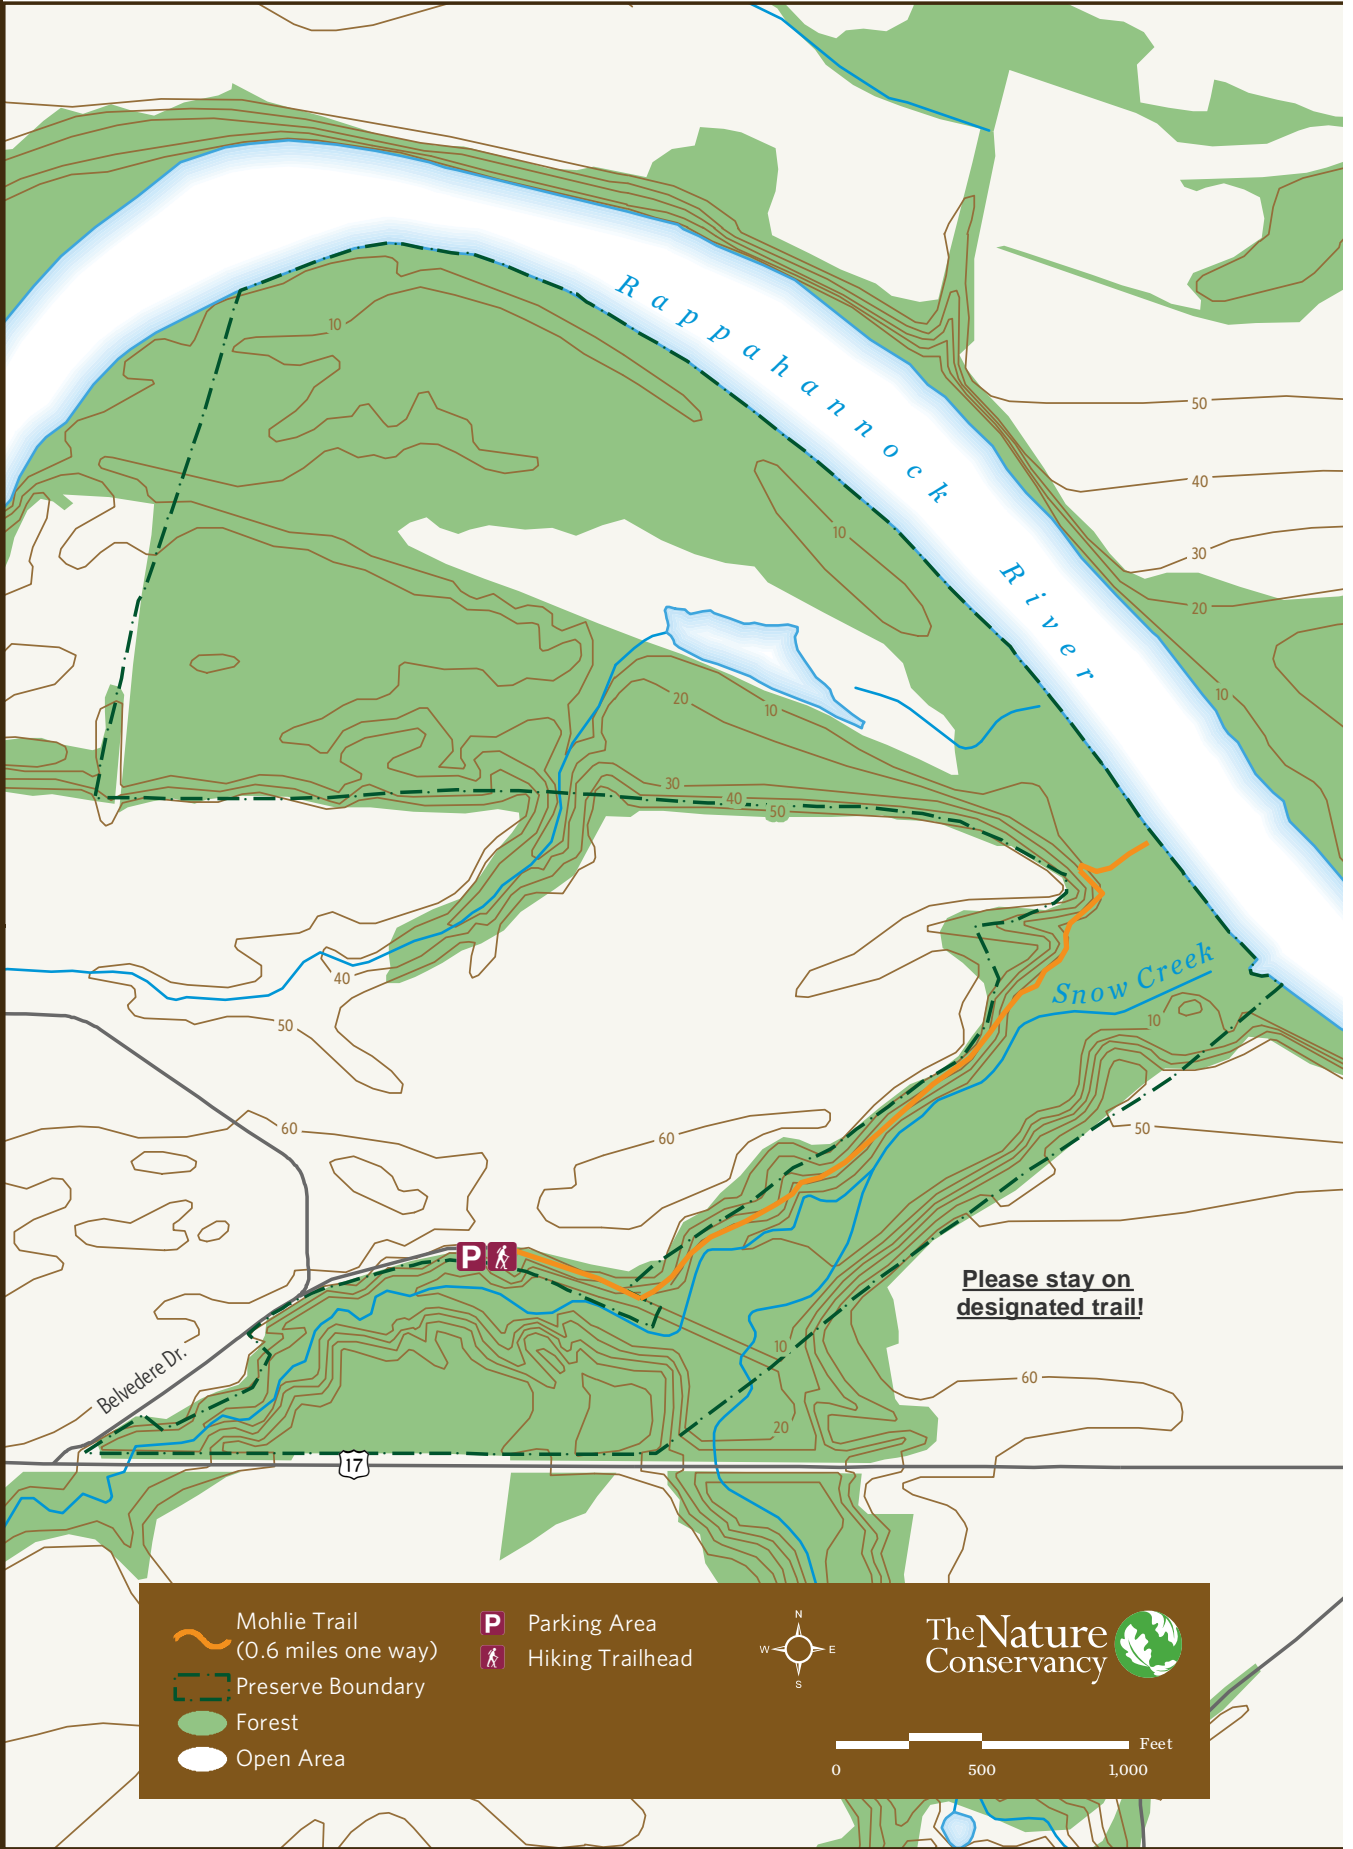 10
Rappahannock
50
40
10
30
River
20
10
20
10
30
40
50
Snow Creek
40
10
50
60
60
50
P
Please stay on
designated trail!
10
Belvedere Dr.
60
20
17
Mohlie Trail
(0.6 miles one way)
Preserve Boundary
Forest
Open Area
P
Parking Area
Hiking Trailhead
N
W
E
S
The Nature
Conservancy
Feet
0
500
1,000